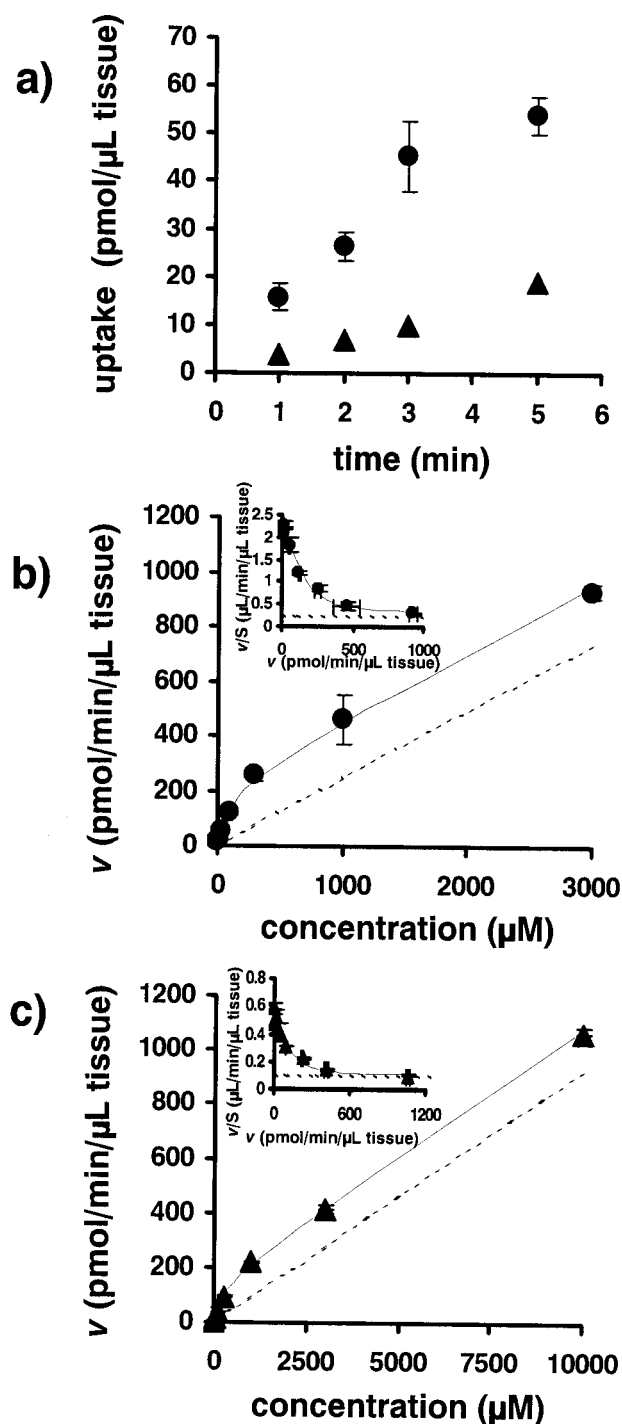 a)
uptake (pmol/µL tissue)
70
60
50
40
30
20
10
0
0 1 2 3 4 5 6
time (min)
b)
v (pmol/min/µL tissue)
1200
1000
800
600
400
200
0
0 1000 2000 3000
concentration (µM)
v/S (µL/min/µL tissue)
2.5
2
1.5
1
0.5
0
0 500 1000
v (pmol/min/µL tissue)
c)
v (pmol/min/µL tissue)
1200
1000
800
600
400
200
0
0 2500 5000 7500 10000
concentration (µM)
v/S (µL/min/µL tissue)
0.8
0.6
0.4
0.2
0
0 600 1200
v (pmol/min/µL tissue)